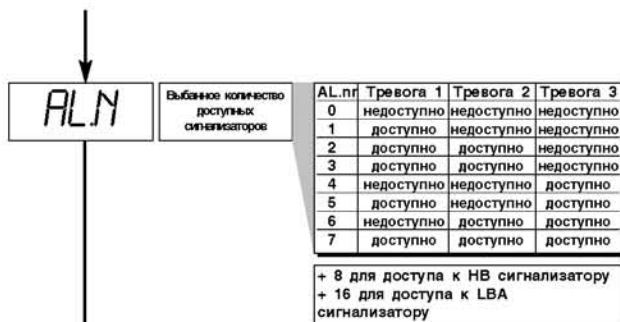 AL.N
Выбанное количество
доступных
сигнализаторов
AL.nr Тревога 1 Тревога 2 Тревога 3
0 недоступно недоступно недоступно
1 доступно недоступно недоступно
2 доступно доступно недоступно
3 доступно доступно недоступно
4 недоступно недоступно доступно
5 доступно недоступно доступно
6 недоступно доступно доступно
7 доступно доступно доступно
+ 8 для доступа к HB сигнализатору
+ 16 для доступа к LBA
сигнализатору